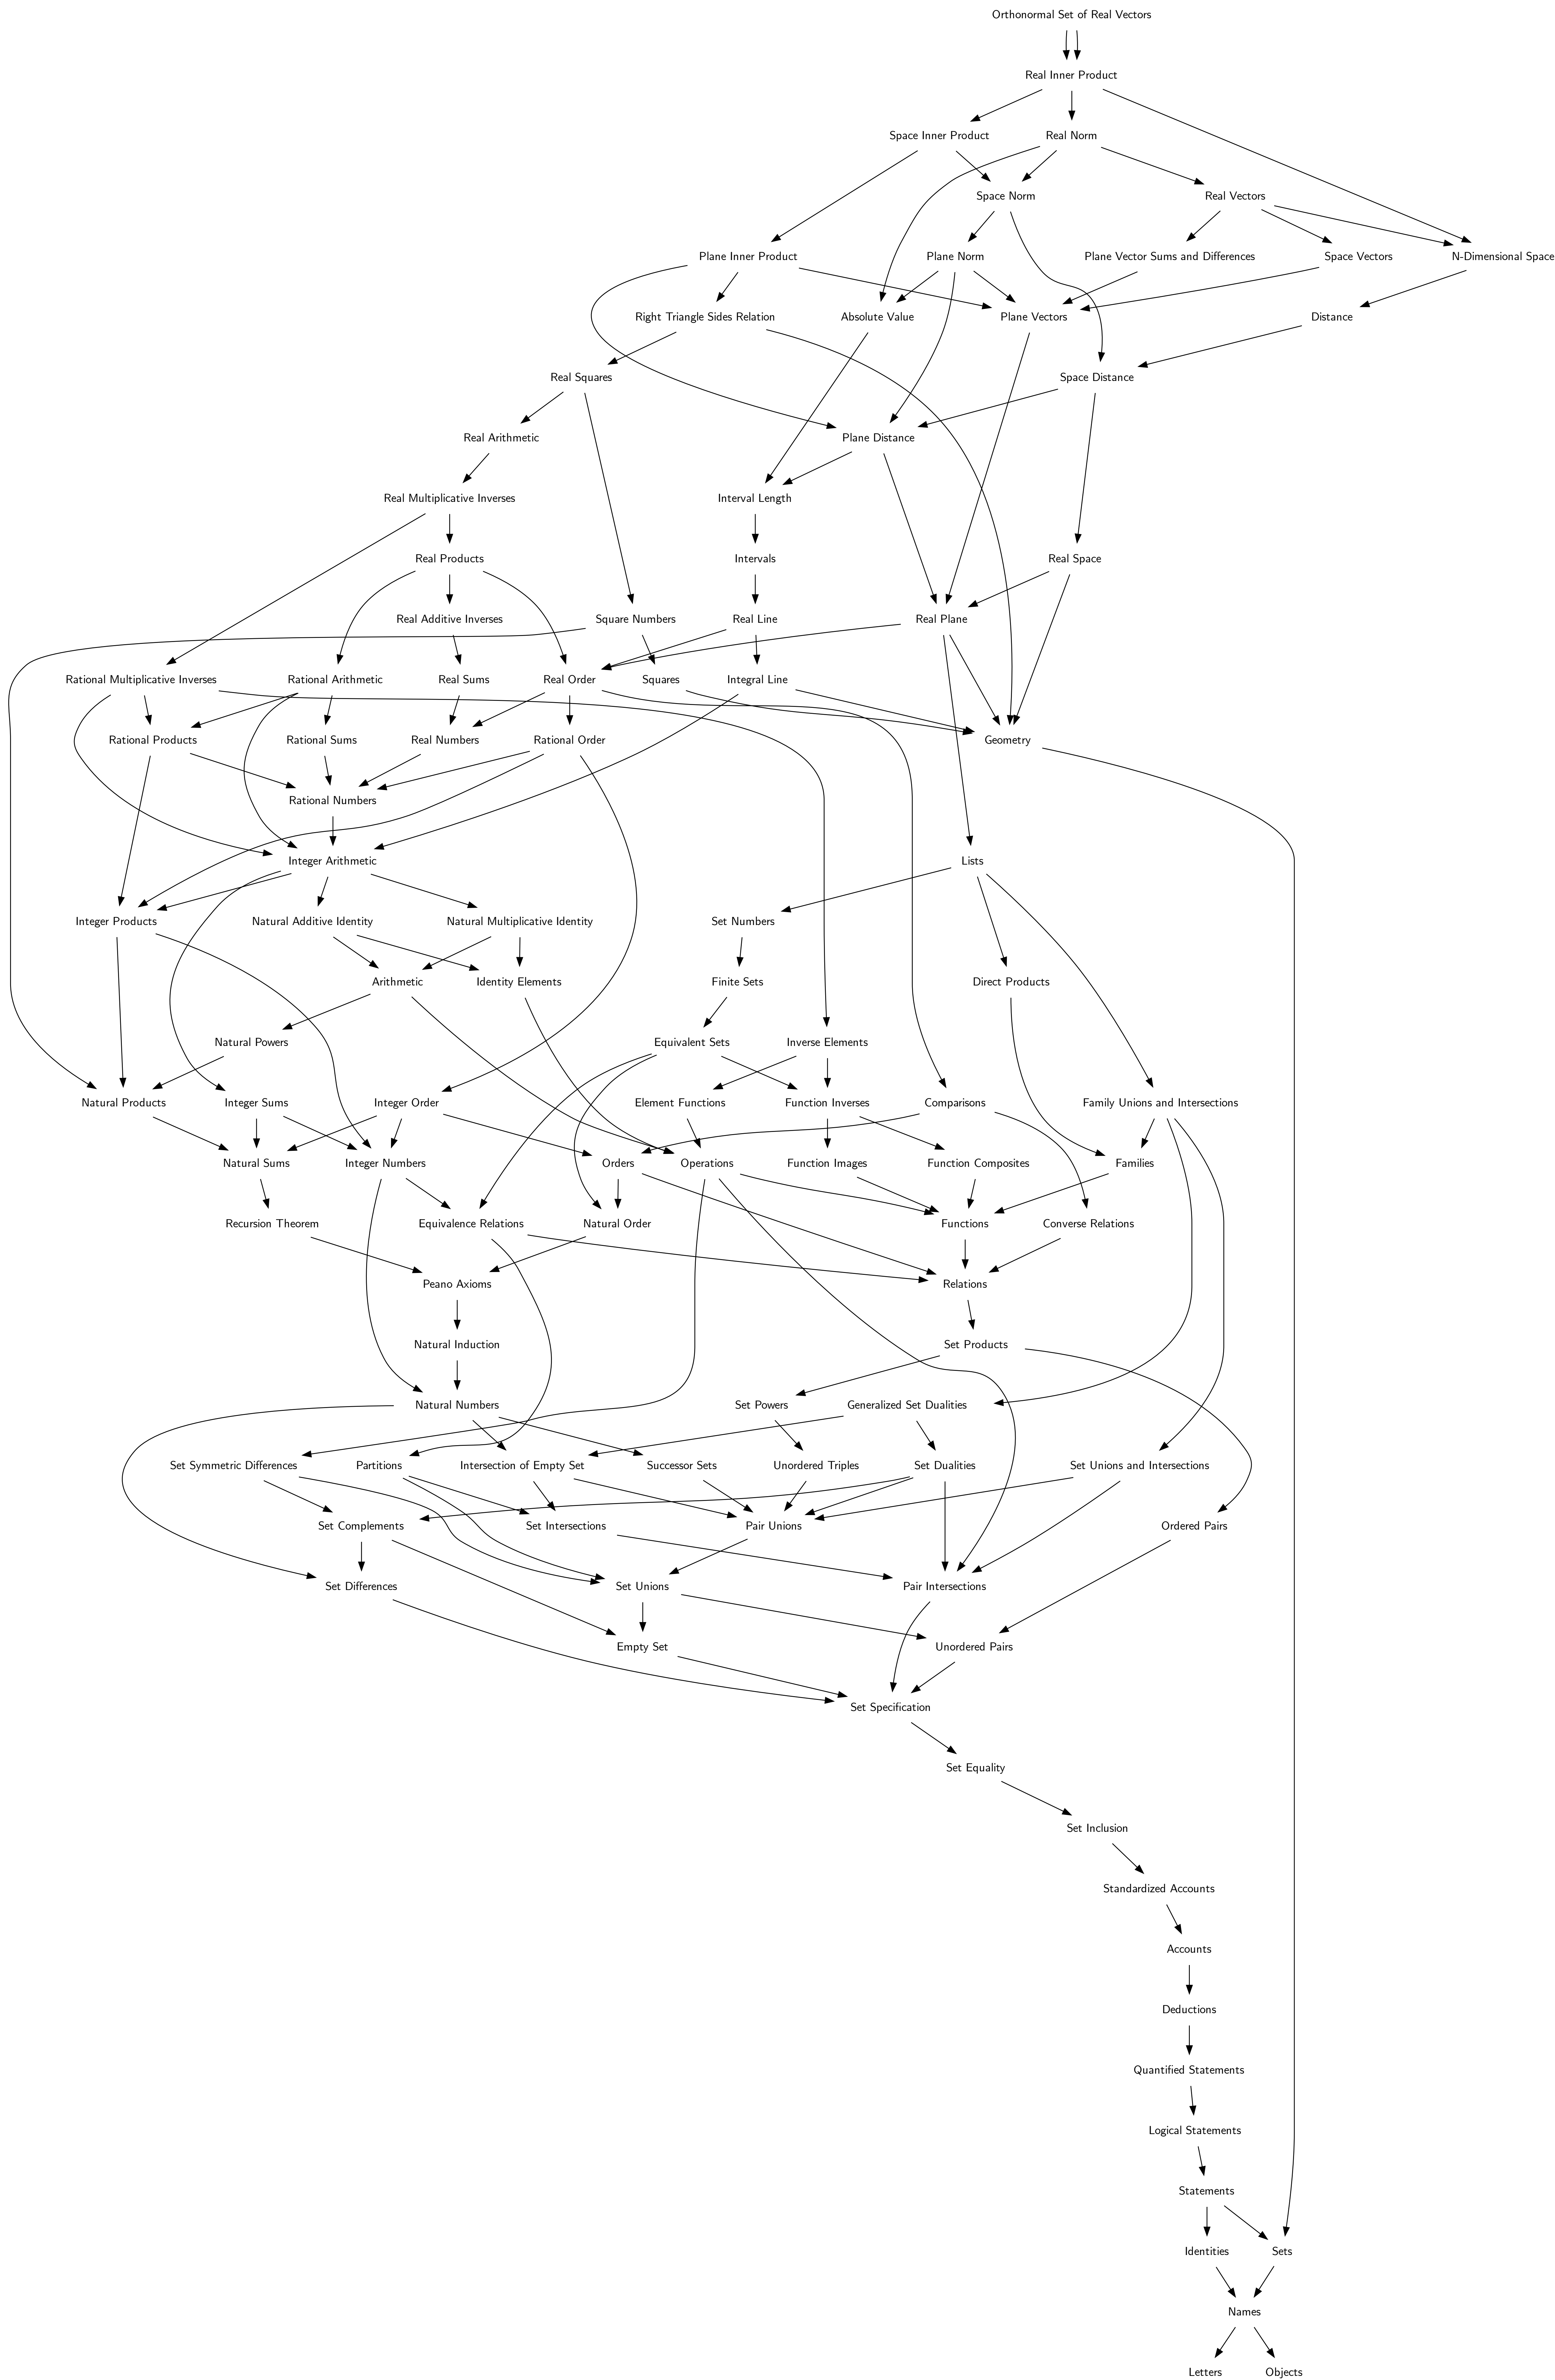 Orthonormal Set of Real Vectors
Real Inner Product
Space Inner Product
Real Norm
Space Norm
Real Vectors
Plane Inner Product
Plane Norm
Plane Vector Sums and Differences
Space Vectors
N-Dimensional Space
Right Triangle Sides Relation
Absolute Value
Plane Vectors
Distance
Real Squares
Space Distance
Real Arithmetic
Plane Distance
Real Multiplicative Inverses
Interval Length
Real Products
Intervals
Real Space
Real Additive Inverses
Square Numbers
Real Line
Real Plane
Rational Multiplicative Inverses
Rational Arithmetic
Real Sums
Real Order
Squares
Integral Line
Rational Products
Rational Sums
Real Numbers
Rational Order
Geometry
Rational Numbers
Integer Arithmetic
Lists
Integer Products
Natural Additive Identity
Natural Multiplicative Identity
Set Numbers
Arithmetic
Identity Elements
Finite Sets
Direct Products
Natural Powers
Equivalent Sets
Inverse Elements
Natural Products
Integer Sums
Integer Order
Element Functions
Function Inverses
Comparisons
Family Unions and Intersections
Natural Sums
Integer Numbers
Orders
Operations
Function Images
Function Composites
Families
Recursion Theorem
Equivalence Relations
Natural Order
Functions
Converse Relations
Peano Axioms
Relations
Natural Induction
Set Products
Natural Numbers
Set Powers
Generalized Set Dualities
Set Symmetric Differences
Partitions
Intersection of Empty Set
Successor Sets
Unordered Triples
Set Dualities
Set Unions and Intersections
Set Complements
Set Intersections
Pair Unions
Ordered Pairs
Set Differences
Set Unions
Pair Intersections
Empty Set
Unordered Pairs
Set Specification
Set Equality
Set Inclusion
Standardized Accounts
Accounts
Deductions
Quantified Statements
Logical Statements
Statements
Identities
Sets
Names
Letters
Objects